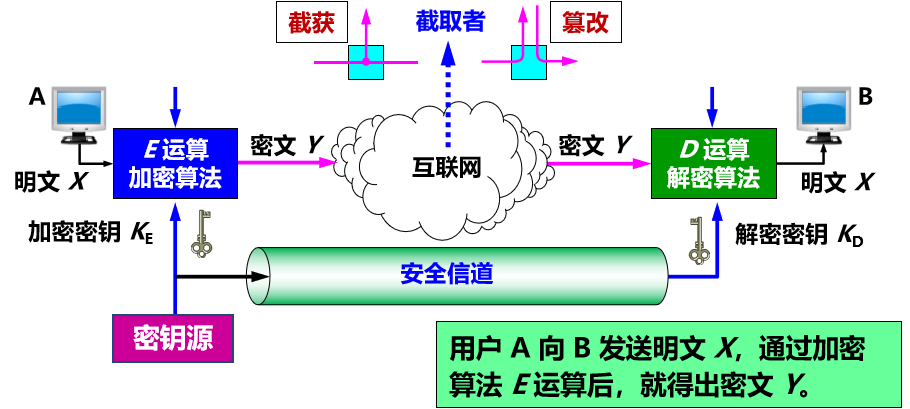 截获
截取者
篡改
A
B
E 运算
加密算法
密文 Y
互联网
密文 Y
D 运算
解密算法
明文 X
明文 X
加密密钥 KE
解密密钥 KD
安全信道
密钥源
用户 A 向 B 发送明文 X，通过加密
算法 E 运算后，就得出密文 Y。